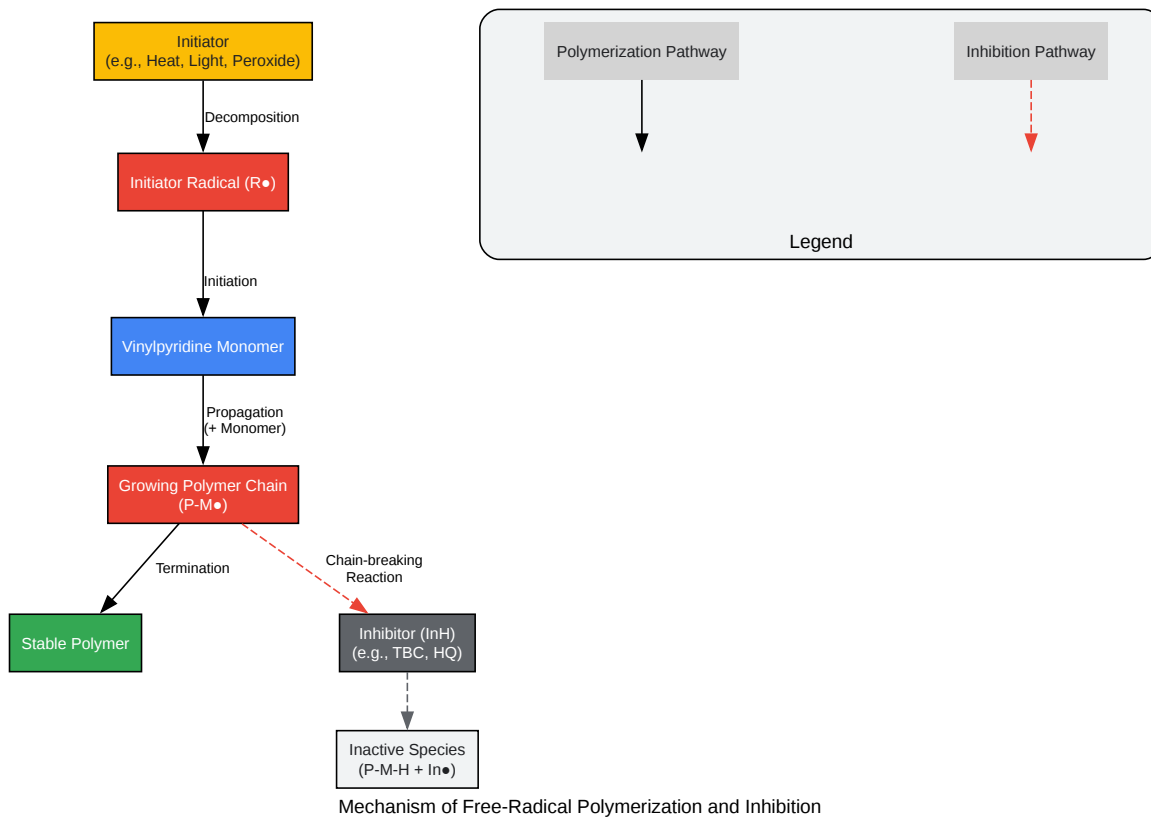 Initiator
(e.g., Heat, Light, Peroxide)
Decomposition
Initiator Radical (R●)
Initiation
Vinylpyridine Monomer
Propagation
(+ Monomer)
Growing Polymer Chain
(P-M●)
Termination
Chain-breaking
Reaction
Stable Polymer
Inhibitor (InH)
(e.g., TBC, HQ)
Inactive Species
(P-M-H + In●)
Polymerization Pathway
Inhibition Pathway
Legend
Mechanism of Free-Radical Polymerization and Inhibition